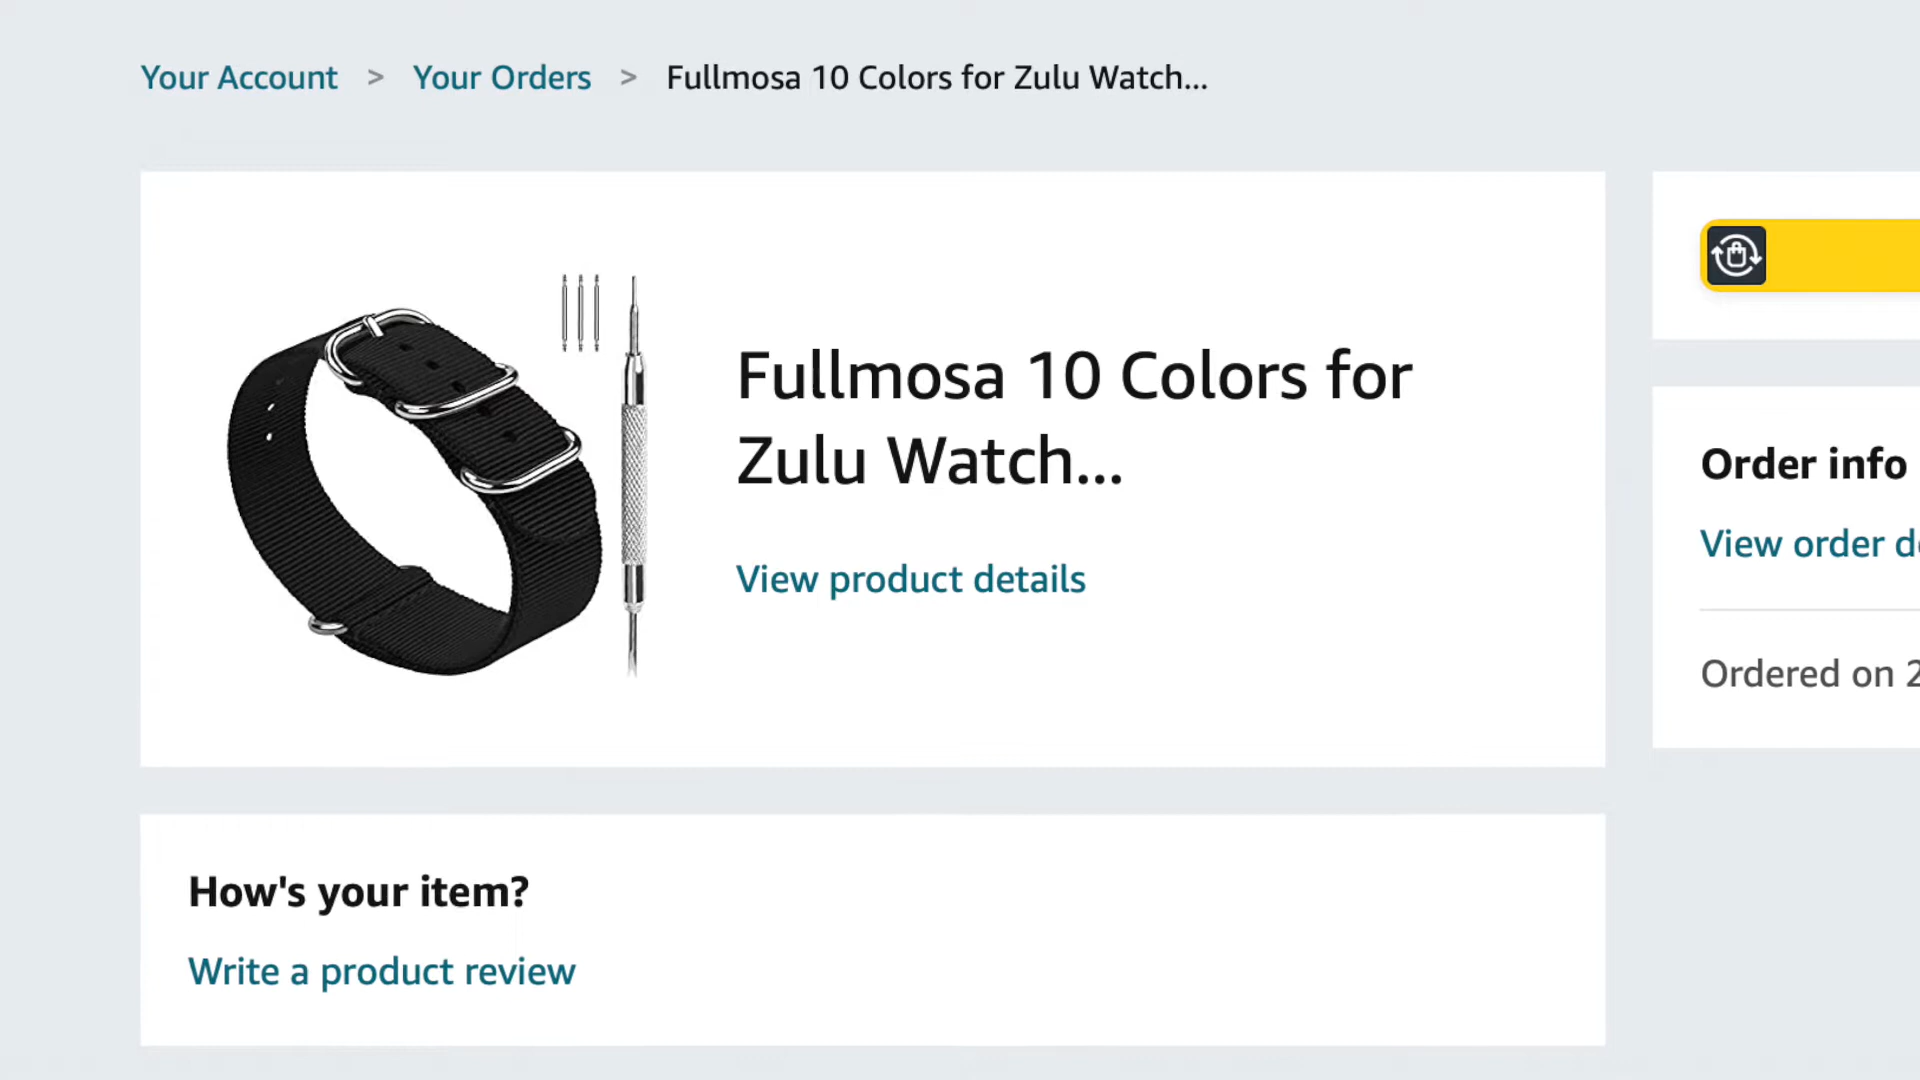 Your Account > Your Orders > Fullmosa 10 Colors for Zulu Watch...
Fullmosa 10 Colors for
Zulu Watch...
View product details
Order info
View order
Ordered on
How's your item?
Write a product review